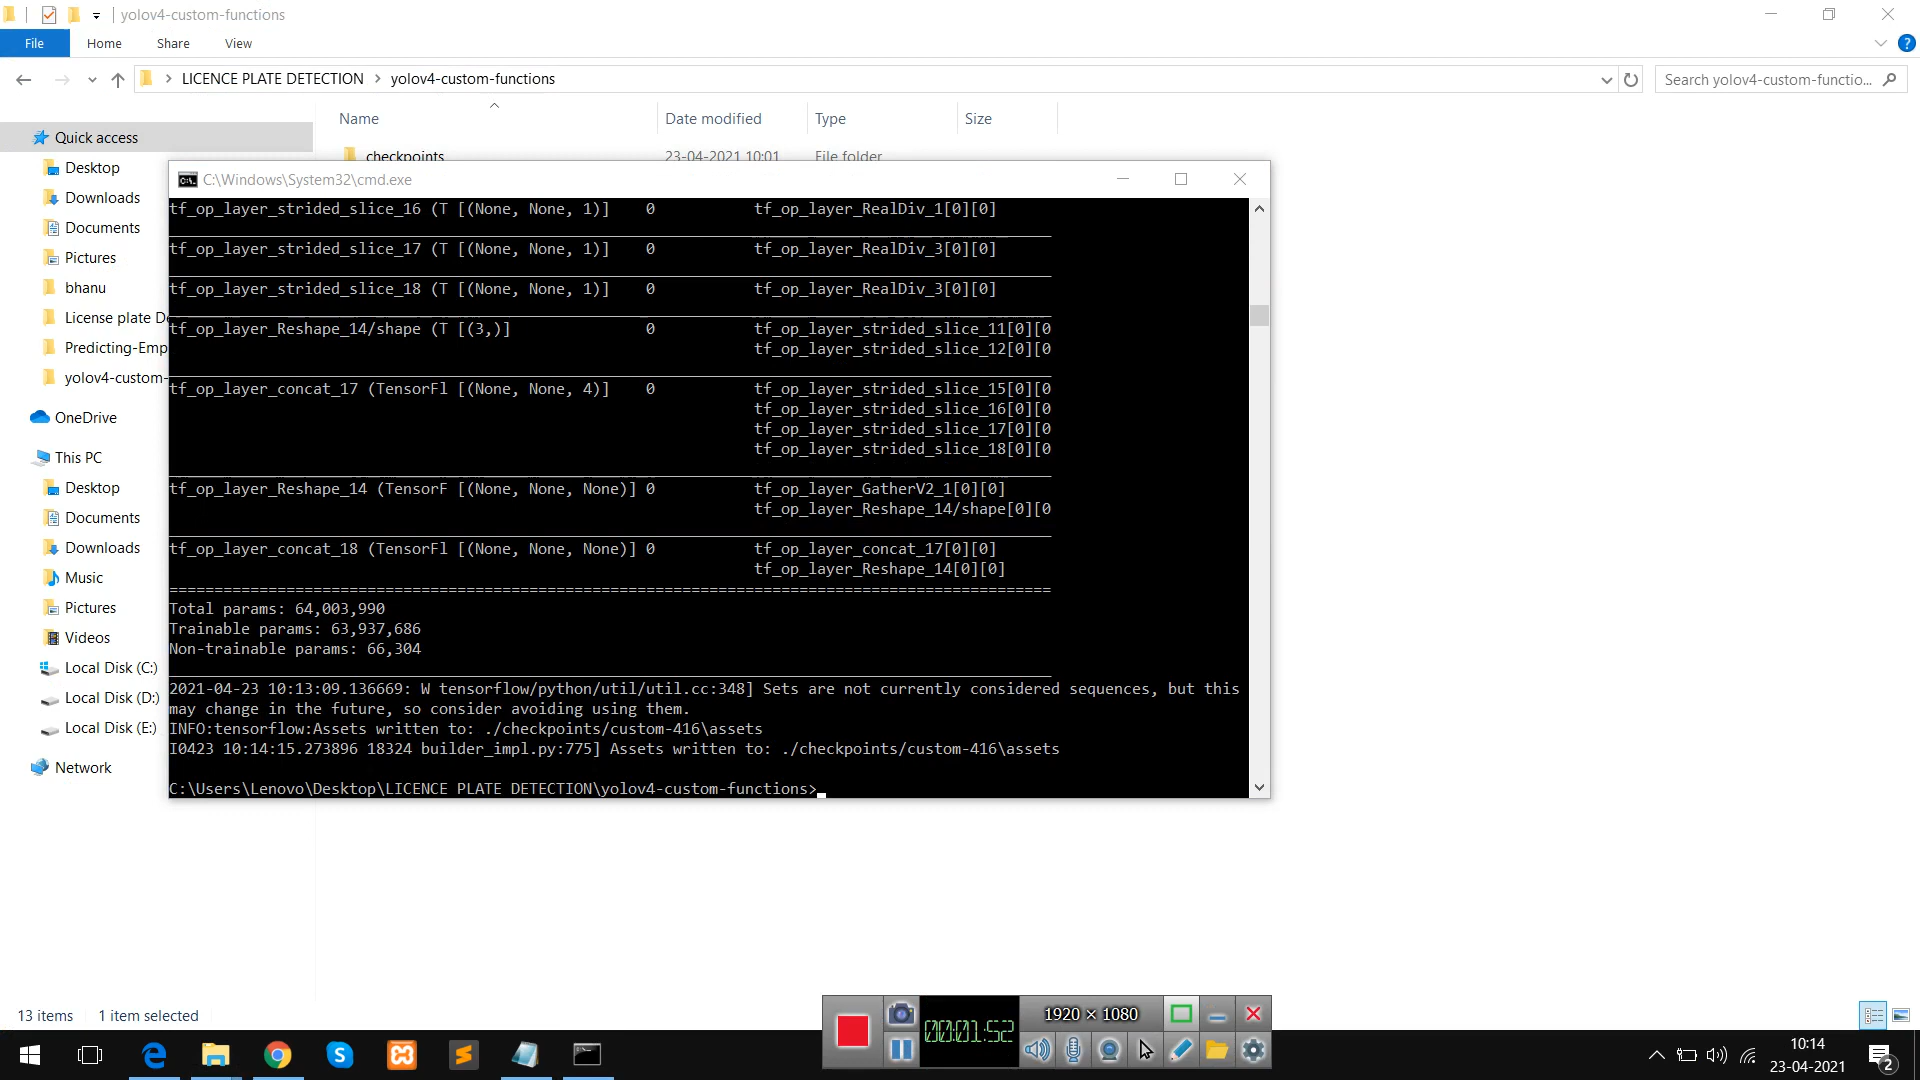 yolov4-custom-functions
File Home Share View
LICENCE PLATE DETECTION > yolov4-custom-functions
Search yolov4-custom-functio...
Name Date modified Type Size
checkpoints 23-04-2021 10:01 File folder
Quick access
Desktop
Downloads
Documents
Pictures
bhanu
License plate D
Predicting-Emp
yolov4-custom-
OneDrive
This PC
Desktop
Documents
Downloads
Music
Pictures
Videos
Local Disk (C:)
Local Disk (D:)
Local Disk (E:)
Network
C:\Windows\System32\cmd.exe
tf_op_layer_strided_slice_16 (T [(None, None, 1)] 0 tf_op_layer_RealDiv_1[0][0]
tf_op_layer_strided_slice_17 (T [(None, None, 1)] 0 tf_op_layer_RealDiv_3[0][0]
tf_op_layer_strided_slice_18 (T [(None, None, 1)] 0 tf_op_layer_RealDiv_3[0][0]
tf_op_layer_Reshape_14/shape (T [(3,)] 0 tf_op_layer_strided_slice_11[0][0
tf_op_layer_strided_slice_12[0][0
tf_op_layer_concat_17 (TensorFl [(None, None, 4)] 0 tf_op_layer_strided_slice_15[0][0
tf_op_layer_strided_slice_16[0][0
tf_op_layer_strided_slice_17[0][0
tf_op_layer_strided_slice_18[0][0
tf_op_layer_Reshape_14 (TensorF [(None, None, None)] 0 tf_op_layer_GatherV2_1[0][0]
tf_op_layer_Reshape_14/shape[0][0
tf_op_layer_concat_18 (TensorFl [(None, None, None)] 0 tf_op_layer_concat_17[0][0]
tf_op_layer_Reshape_14[0][0]
==================================================================================================
Total params: 64,003,990
Trainable params: 63,937,686
Non-trainable params: 66,304
2021-04-23 10:13:09.136669: W tensorflow/python/util/util.cc:348] Sets are not currently considered sequences, but this
may change in the future, so consider avoiding using them.
INFO:tensorflow:Assets written to: ./checkpoints/custom-416\assets
I0423 10:14:15.273896 18324 builder_impl.py:775] Assets written to: ./checkpoints/custom-416\assets
C:\Users\Lenovo\Desktop\LICENCE PLATE DETECTION\yolov4-custom-functions>
13 items 1 item selected
00:01:52
1920 × 1080
10:14
23-04-2021
2